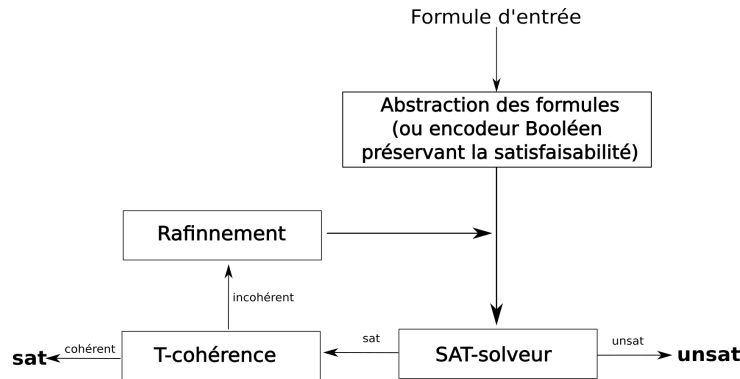 Formule d'entrée
Abstraction des formules
(ou encodeur Booléen
préservant la satisfaisabilité)
Rafinnement
incohérent
sat
cohérent
T-cohérence
sat
SAT-solveur
unsat
unsat